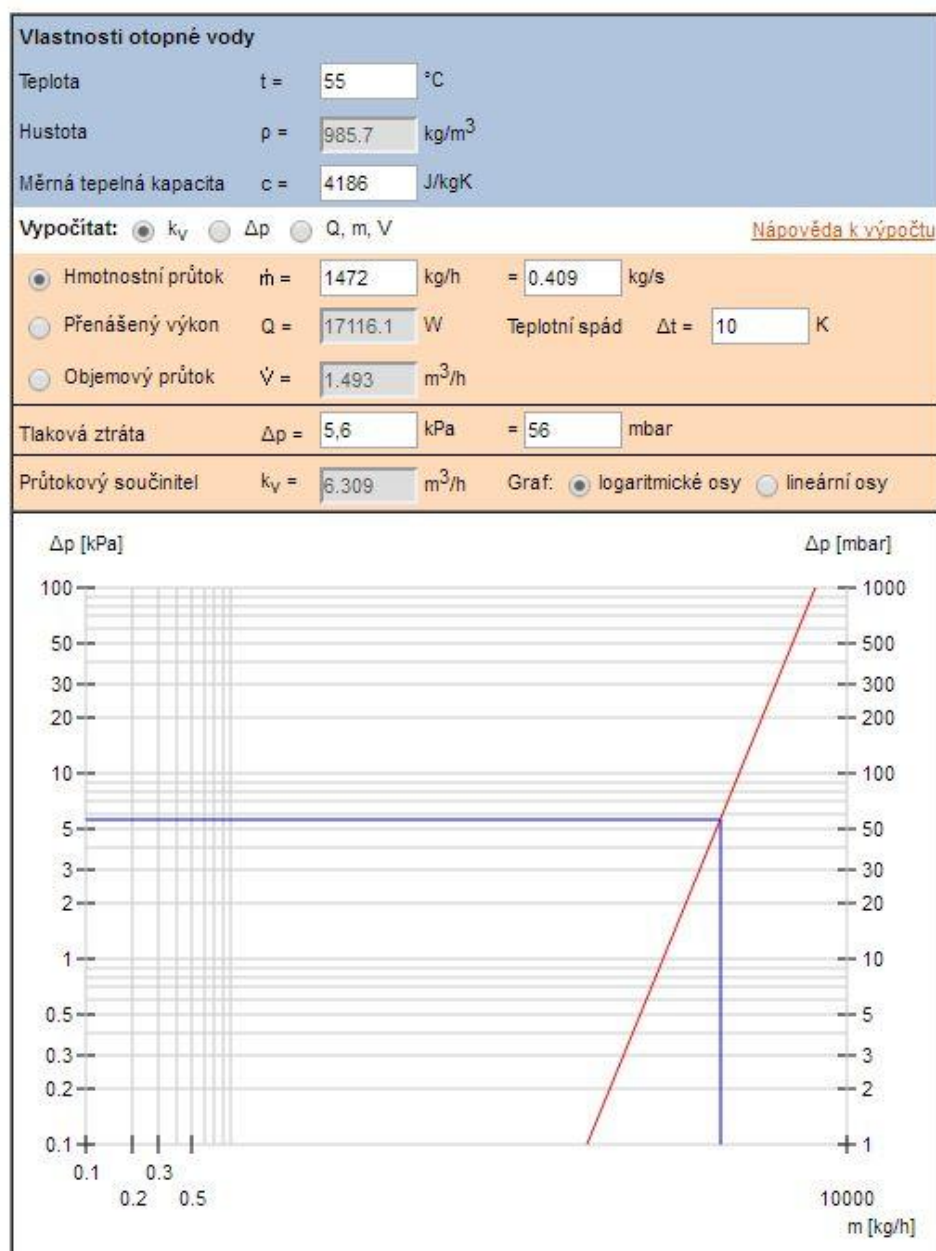 Vlastnosti otopné vody
Teplota t = 55 °C
Hustota ρ = 985.7 kg/m³
Měrná tepelná kapacita c = 4186 J/kgK
Vypočítat: kv Δp Q, m, V Nápověda k výpočtu
Hmotnostní průtok ṁ = 1472 kg/h = 0.409 kg/s
Přenášený výkon Q = 17116.1 W Teplotní spád Δt = 10 K
Objemový průtok V̇ = 1.493 m³/h
Tlaková ztráta Δp = 5,6 kPa = 56 mbar
Průtokový součinitel kv = 6.309 m³/h Graf: logaritmické osy lineární osy
Δp [kPa] Δp [mbar]
100 1000
50 500
30 300
20 200
10 100
5 50
3 30
2 20
1 10
0.5 5
0.3 3
0.2 2
0.1 1
0.1 0.3
0.2 0.5 10000
m [kg/h]